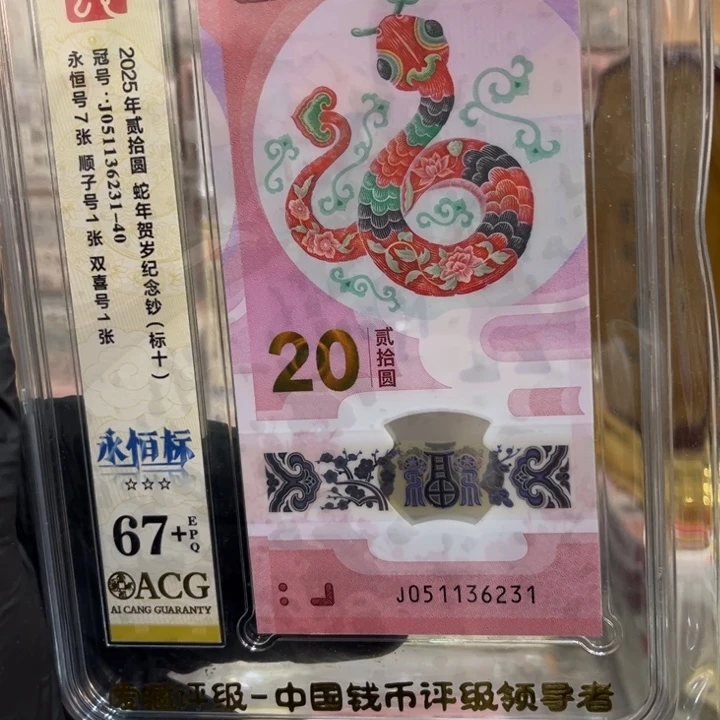 2025年贰拾圆 蛇年贺岁纪念钞(标十)
冠号:J051136231-40
永恒号7张 顺子号1张 双喜号1张
永恒标
67+
EPQ
ACG
AI CANG GUARANTY
20
贰拾圆
J051136231
爱藏评级-中国钱币评级领导者